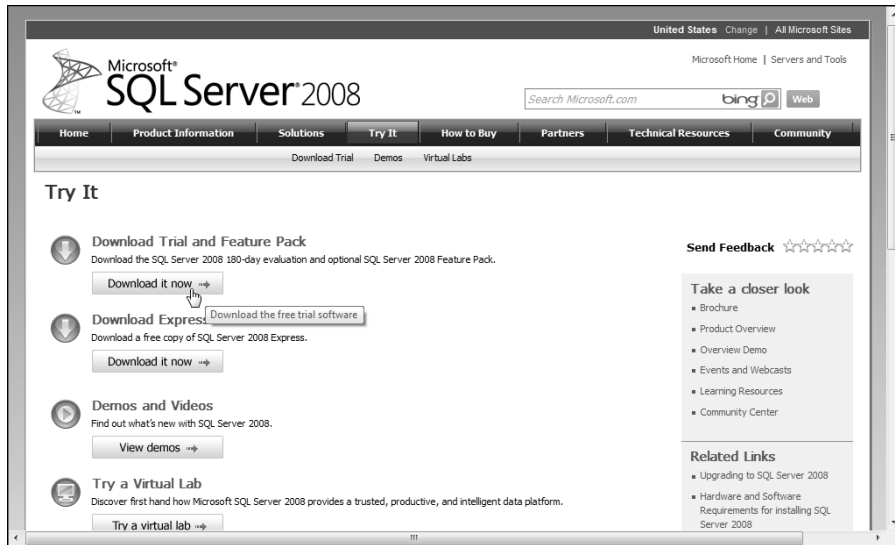 United States Change | All Microsoft Sites
Microsoft Home | Servers and Tools
Microsoft®
SQL Server®2008
Search Microsoft.com bing Web
Home Product Information Solutions Try It How to Buy Partners Technical Resources Community
Download Trial Demos Virtual Labs
Try It
Download Trial and Feature Pack
Download the SQL Server 2008 180-day evaluation and optional SQL Server 2008 Feature Pack.
Download it now
Download the free trial software
Download Express
Download a free copy of SQL Server 2008 Express.
Download it now
Demos and Videos
Find out what's new with SQL Server 2008.
View demos
Try a Virtual Lab
Discover first hand how Microsoft SQL Server 2008 provides a trusted, productive, and intelligent data platform.
Try a virtual lab
Send Feedback
Take a closer look
Brochure
Product Overview
Overview Demo
Events and Webcasts
Learning Resources
Community Center
Related Links
Upgrading to SQL Server 2008
Hardware and Software
Requirements for installing SQL
Server 2008